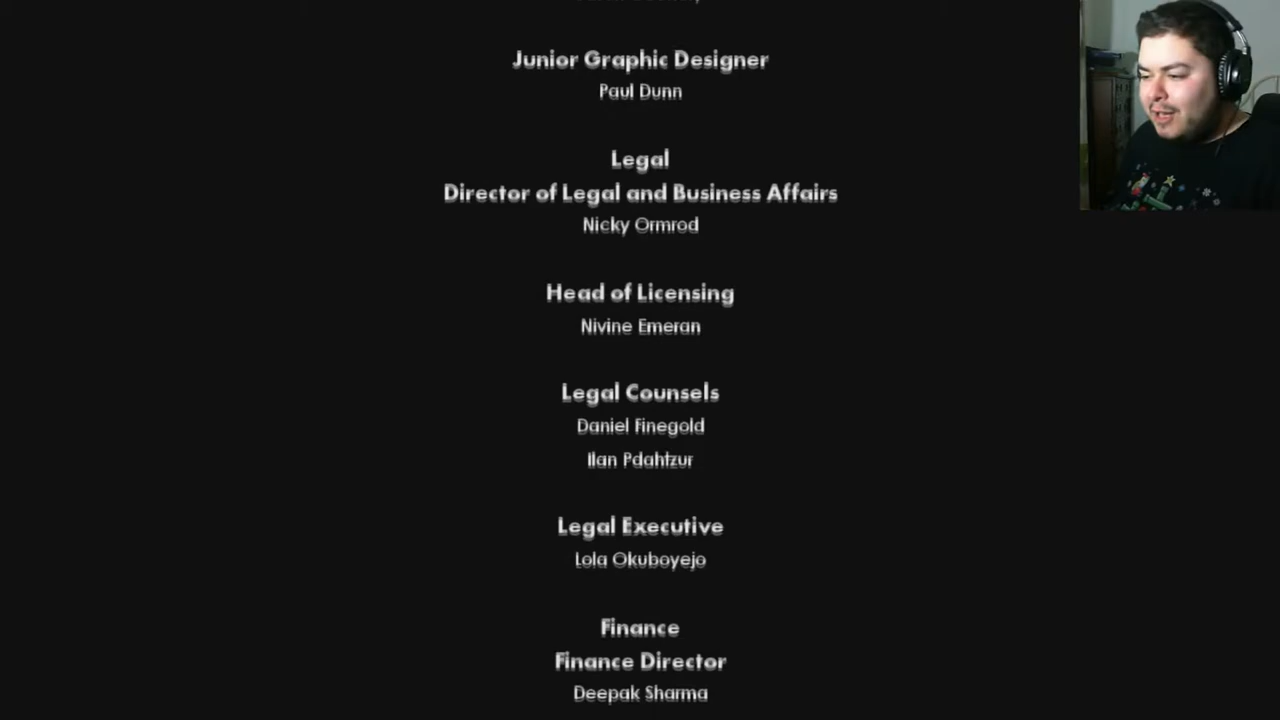 Junior Graphic Designer
Paul Dunn
Legal
Director of Legal and Business Affairs
Nicky Ormrod
Head of Licensing
Nivine Emeran
Legal Counsels
Daniel Finegold
Ilan Pdahtzur
Legal Executive
Lola Okuboyejo
Finance
Finance Director
Deepak Sharma